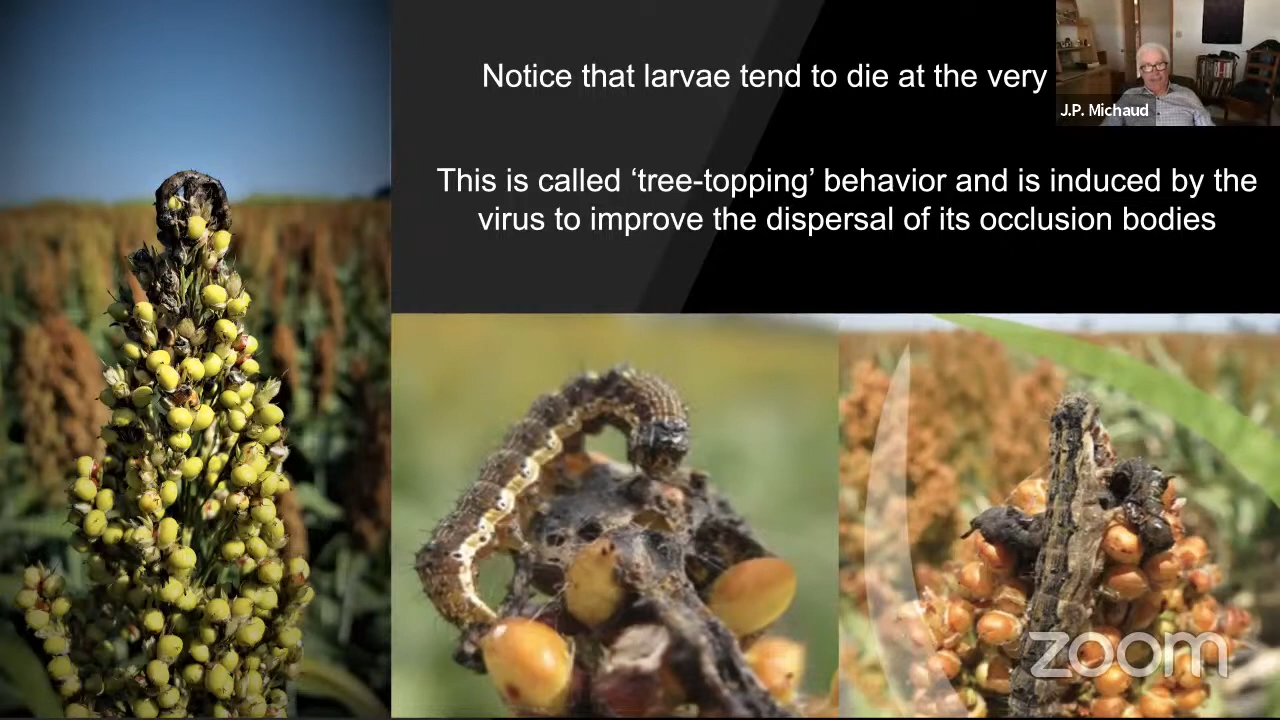 Notice that larvae tend to die at the very
J.P. Michaud
This is called ‘tree-topping’ behavior and is induced by the
virus to improve the dispersal of its occlusion bodies
zoom